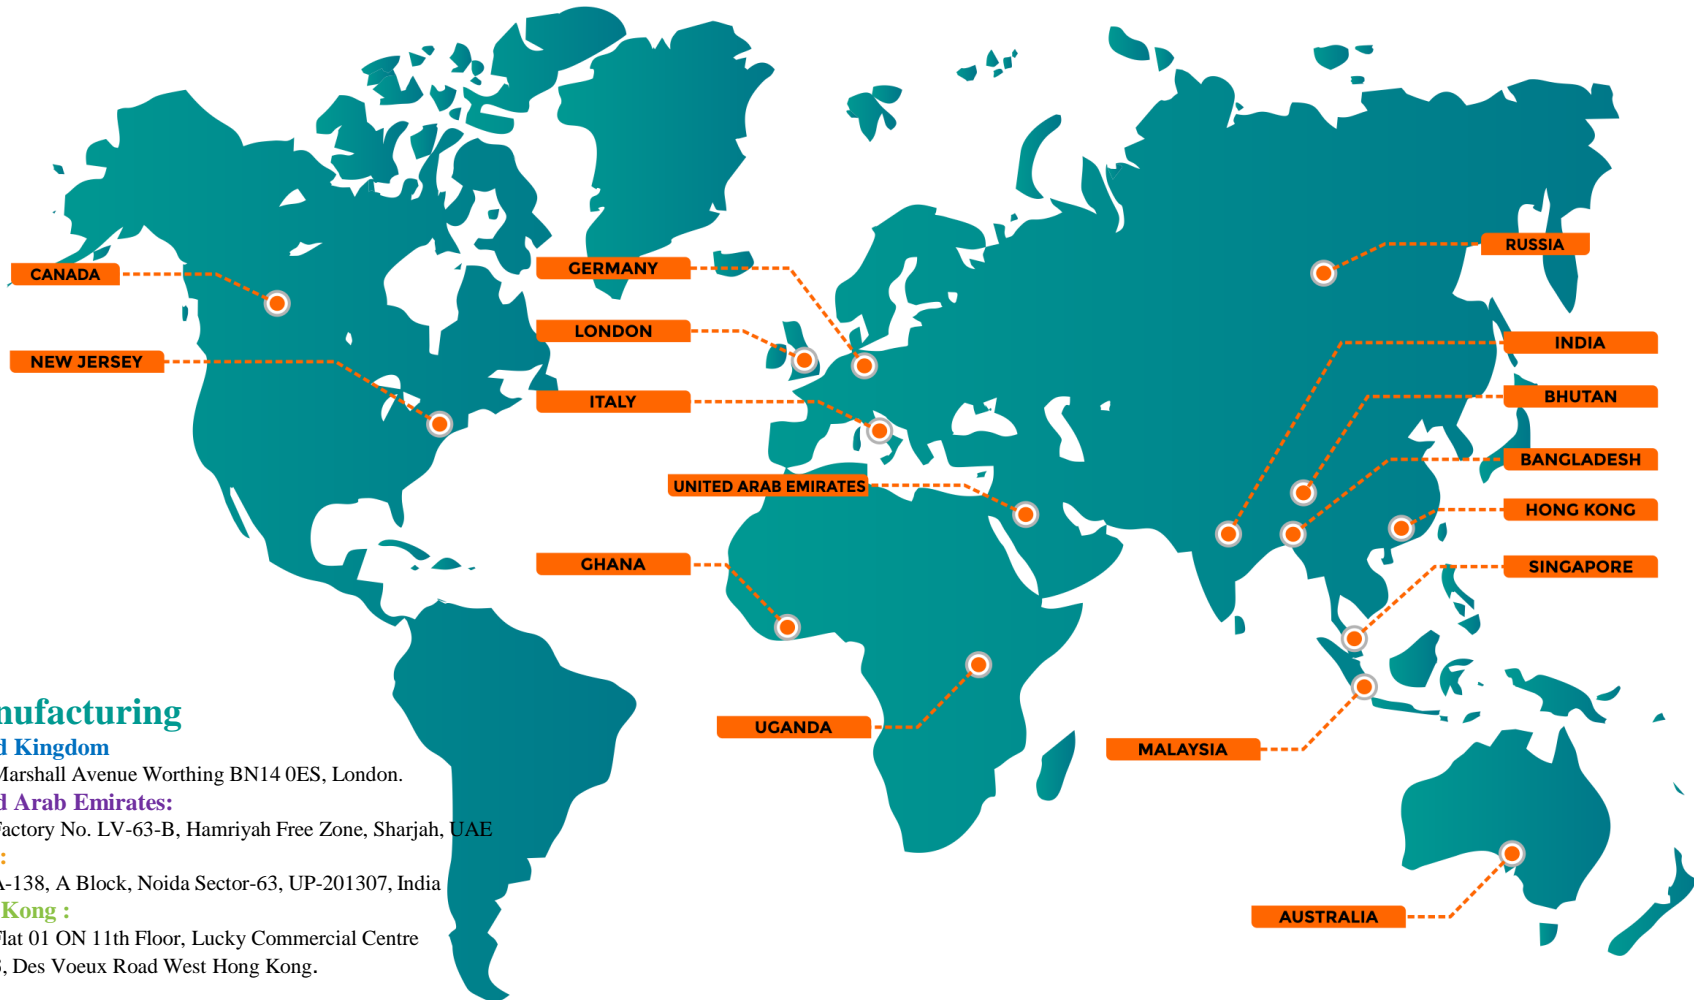 RUSSIA
CANADA
GERMANY
LONDON
INDIA
NEW JERSEY
BHUTAN
ITALY
BANGLADESH
UNITED ARAB EMIRATES
HONG KONG
GHANA
SINGAPORE
UGANDA
MALAYSIA
AUSTRALIA
nufacturing
d Kingdom
Marshall Avenue Worthing BN14 0ES, London.
d Arab Emirates:
Factory No. LV-63-B, Hamriyah Free Zone, Sharjah, UAE
:
A-138, A Block, Noida Sector-63, UP-201307, India
Kong :
Flat 01 ON 11th Floor, Lucky Commercial Centre
, Des Voeux Road West Hong Kong.